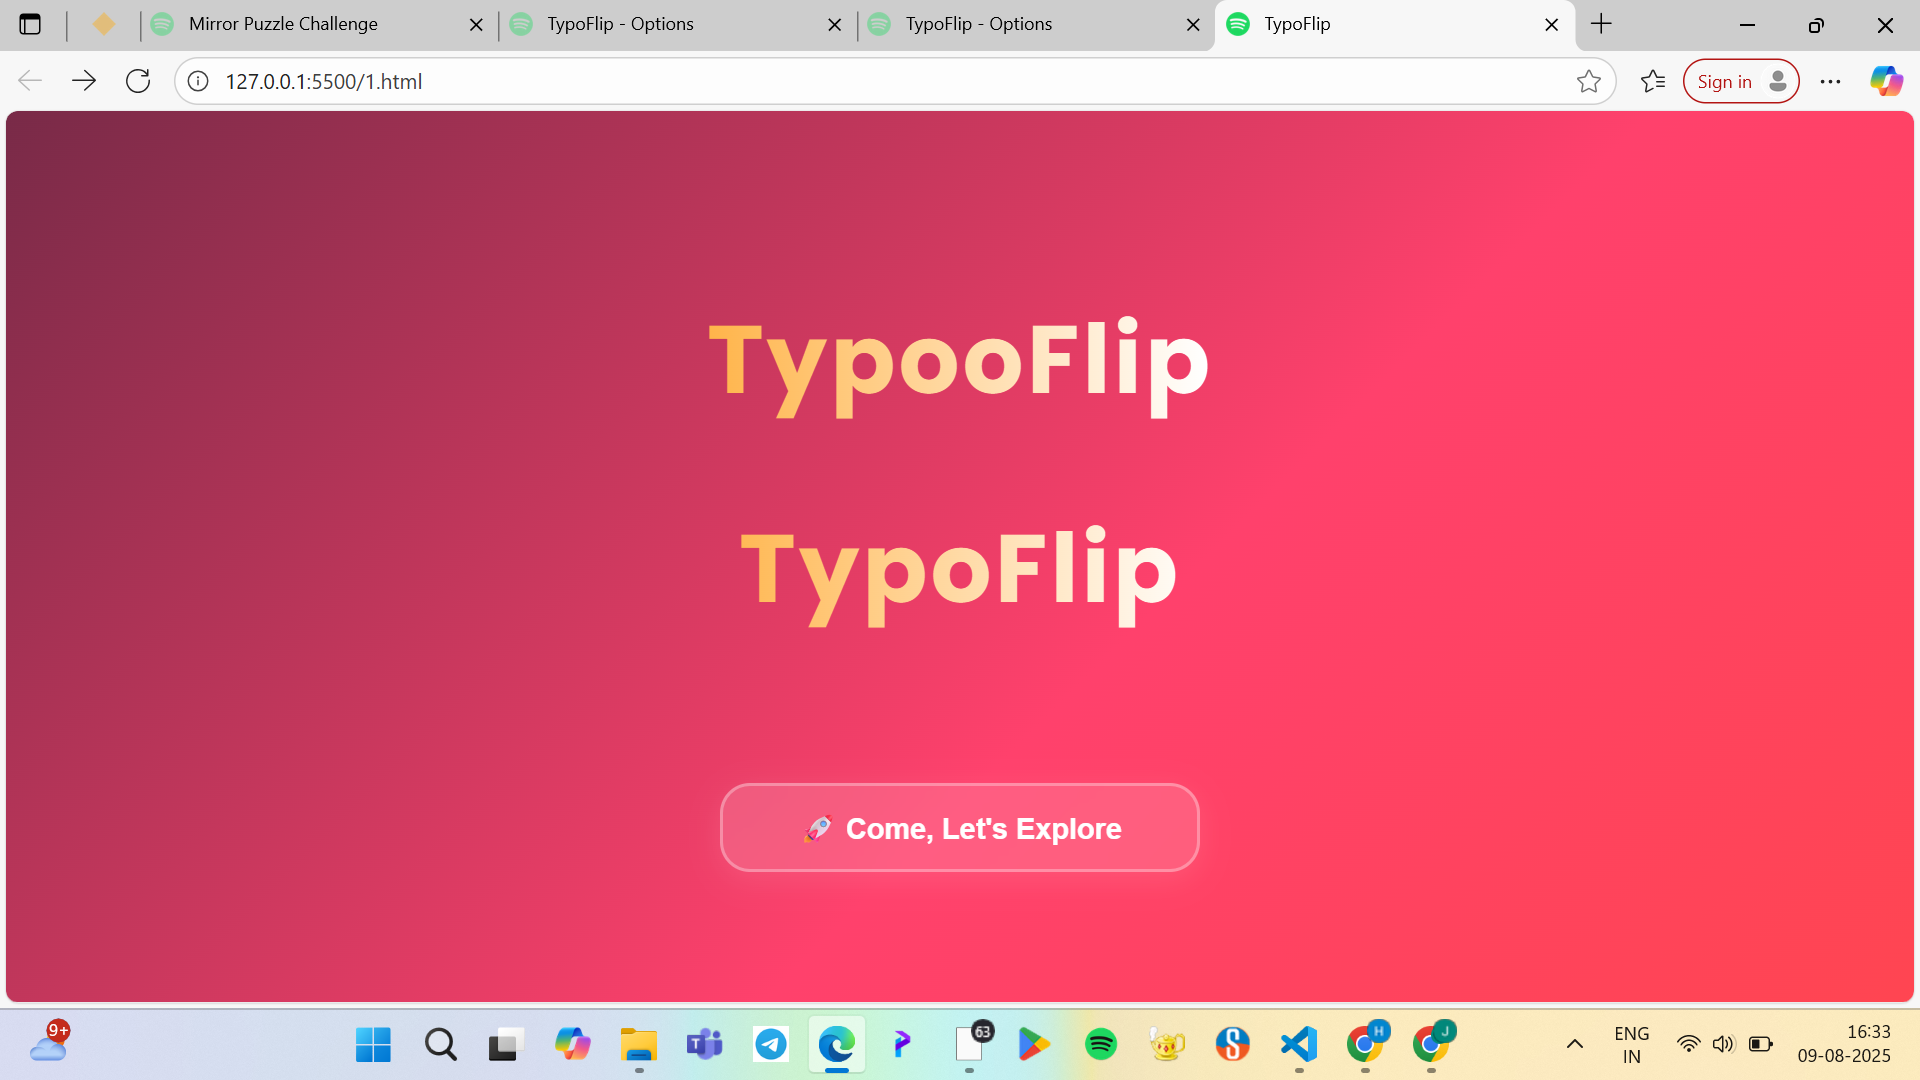 Mirror Puzzle Challenge
TypoFlip - Options
TypoFlip - Options
TypoFlip
127.0.0.1:5500/1.html
Sign in
TypooFlip
TypoFlip
🚀 Come, Let's Explore
9+
T
63
H
J
ENG
IN
16:33
09-08-2025